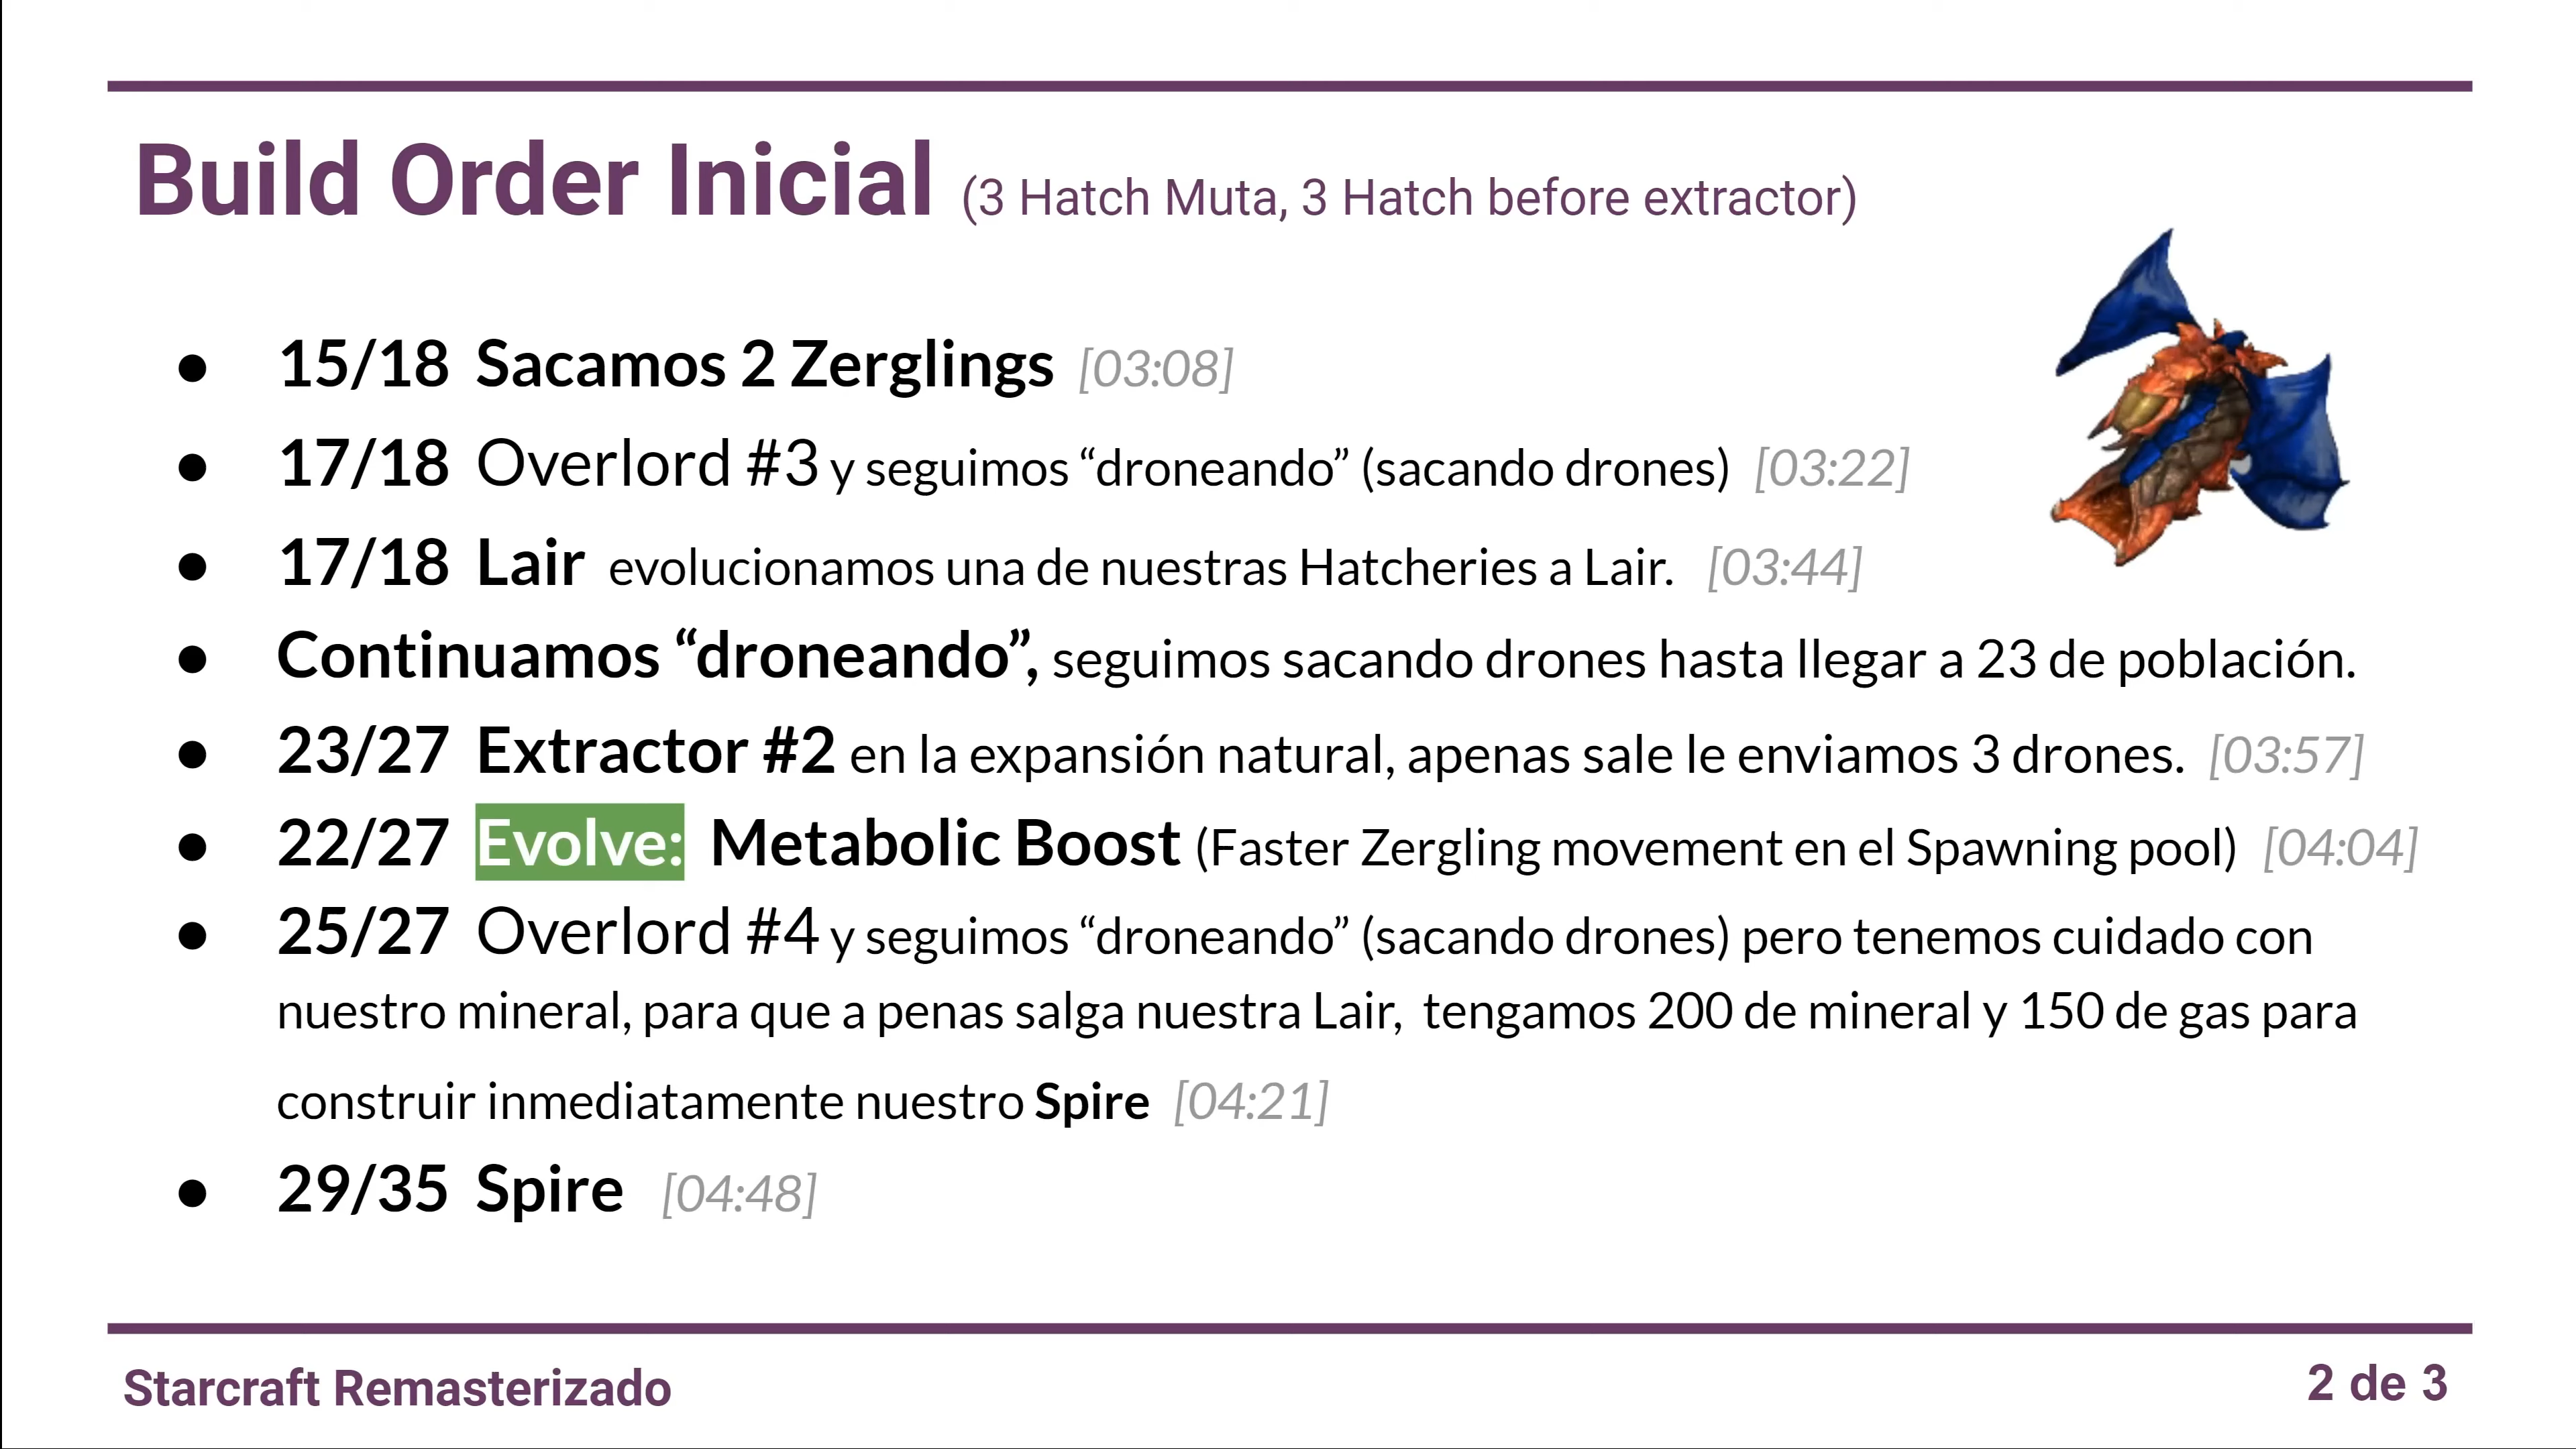 Build Order Inicial (3 Hatch Muta, 3 Hatch before extractor)
● 15/18 Sacamos 2 Zerglings [03:08]
● 17/18 Overlord #3 y seguimos “droneando” (sacando drones) [03:22]
● 17/18 Lair evolucionamos una de nuestras Hatcheries a Lair. [03:44]
● Continuamos “droneando”, seguimos sacando drones hasta llegar a 23 de población.
● 23/27 Extractor #2 en la expansión natural, apenas sale le enviamos 3 drones. [03:57]
● 22/27 Evolve: Metabolic Boost (Faster Zergling movement en el Spawning pool) [04:04]
● 25/27 Overlord #4 y seguimos “droneando” (sacando drones) pero tenemos cuidado con
nuestro mineral, para que a penas salga nuestra Lair, tengamos 200 de mineral y 150 de gas para
construir inmediatamente nuestro Spire [04:21]
● 29/35 Spire [04:48]
Starcraft Remasterizado
2 de 3